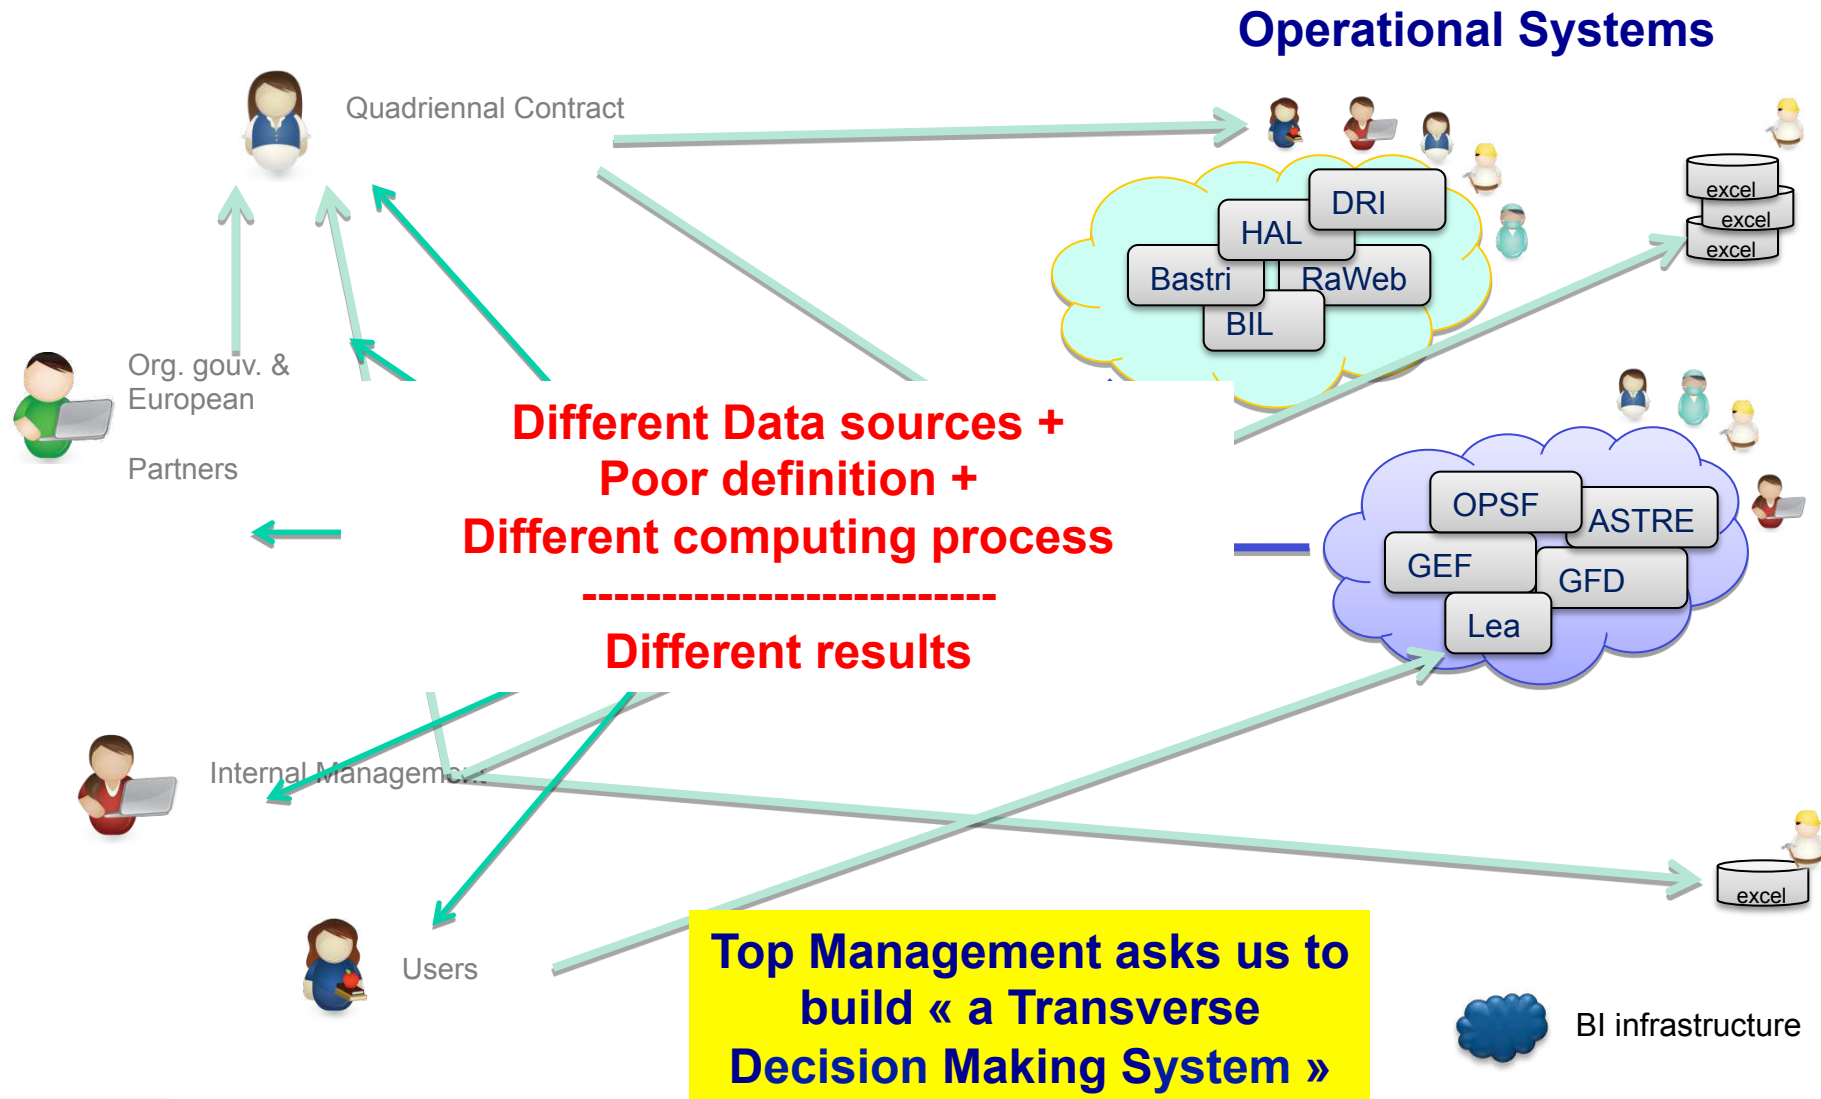 Operational Systems
Quadriennal Contract
DRI
HAL
Bastri
RaWeb
BIL
excel
excel
excel
Org. gouv. &
European
Partners
Different Data sources +
Poor definition +
Different computing process
--------------------------
Different results
OPSF
ASTRE
GEF
GFD
Lea
Internal Management
excel
Users
Top Management asks us to
build « a Transverse
Decision Making System »
BI infrastructure